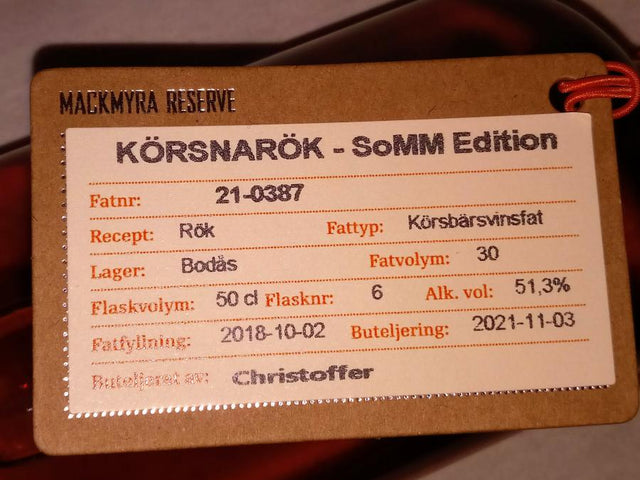 MACKMYRA RESERVE
KÖRSNARÖK - SoMM Edition
Fatnr: 21-0387
Recept: Rök Fattyp: Körsbärsvinsfat
Lager: Bodås Fatvolym: 30
Flaskvolym: 50 cl Flasknr: 6 Alk. vol: 51,3%
Fatfyllning: 2018-10-02 Buteljering: 2021-11-03
Buteljerat av: Christoffer